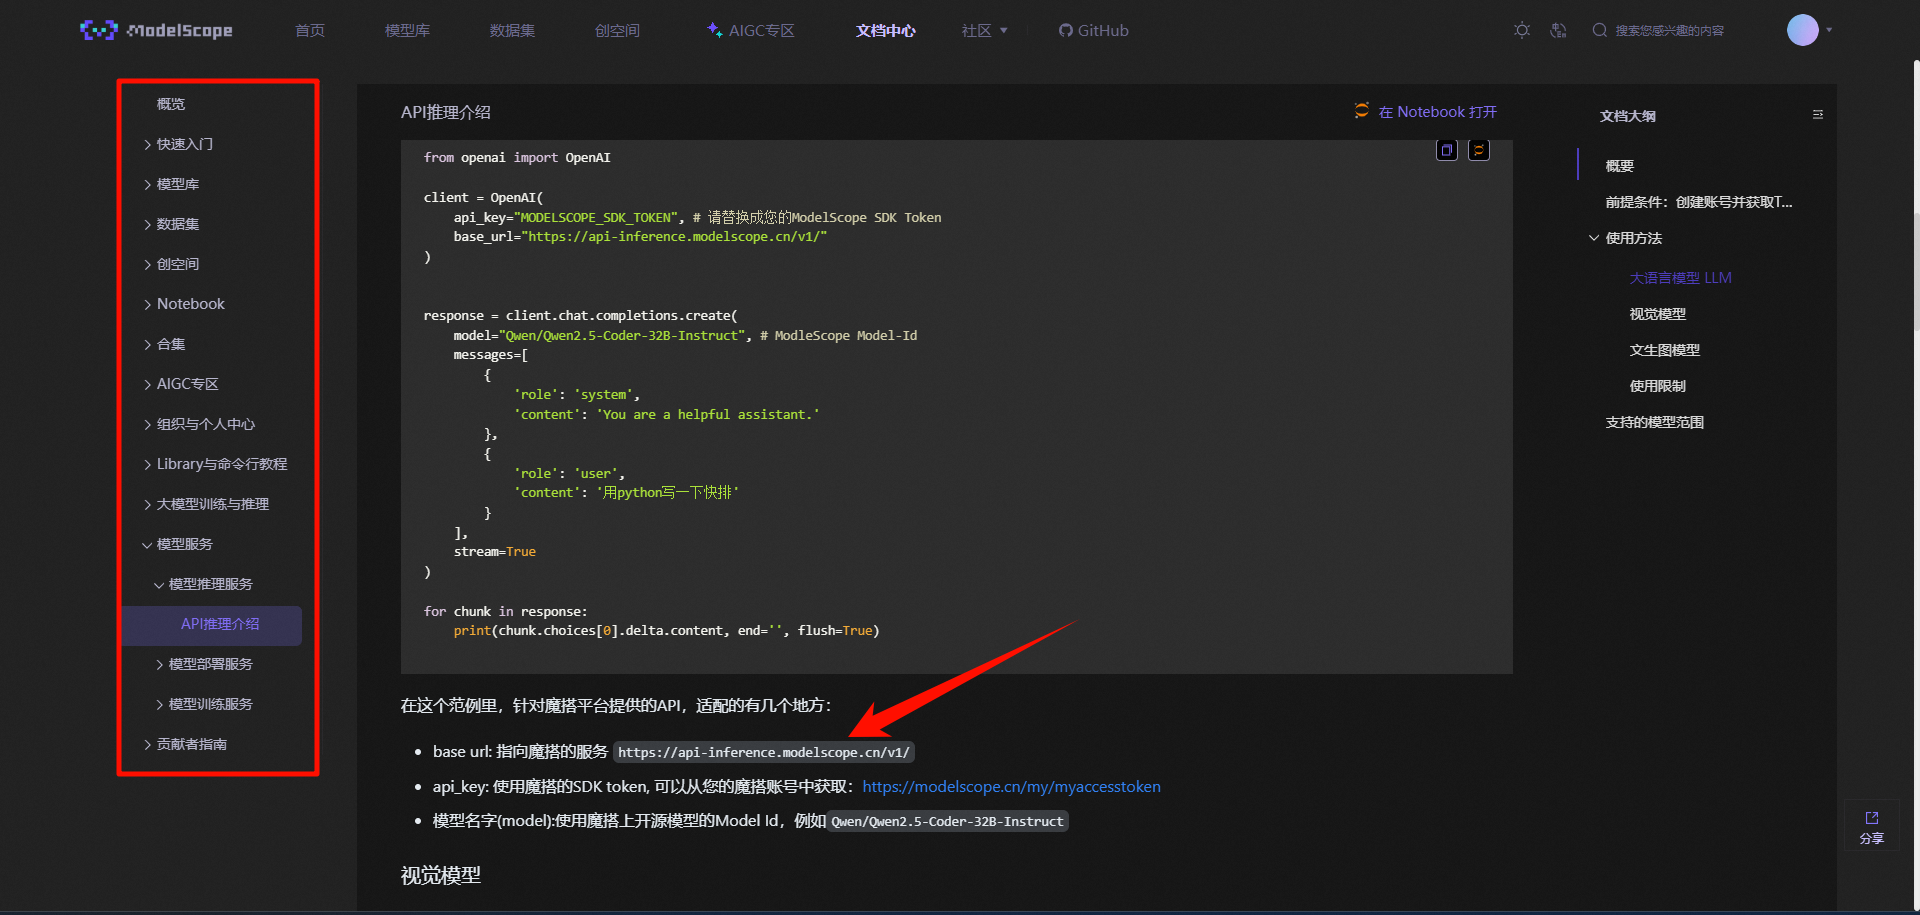 ModelScope
首页
模型库
数据集
创空间
AIGC专区
文档中心
社区
GitHub
搜索您感兴趣的内容
概览
快速入门
模型库
数据集
创空间
Notebook
合集
AIGC专区
组织与个人中心
Library与命令行教程
大模型训练与推理
模型服务
模型推理服务
API推理介绍
模型部署服务
模型训练服务
贡献者指南
API推理介绍
在 Notebook 打开
from openai import OpenAI
client = OpenAI(
api_key="MODELSCOPE_SDK_TOKEN", # 请替换成您的ModelScope SDK Token
base_url="https://api-inference.modelscope.cn/v1/"
)
response = client.chat.completions.create(
model="Qwen/Qwen2.5-Coder-32B-Instruct", # ModleScope Model-Id
messages=[
{
'role': 'system',
'content': 'You are a helpful assistant.'
},
{
'role': 'user',
'content': '用python写一下快排'
}
],
stream=True
)
for chunk in response:
print(chunk.choices[0].delta.content, end='', flush=True)
在这个范例里，针对魔搭平台提供的API，适配的有几个地方：
base url: 指向魔搭的服务 https://api-inference.modelscope.cn/v1/
api_key: 使用魔搭的SDK token, 可以从您的魔搭账号中获取：https://modelscope.cn/my/myaccesstoken
模型名字(model):使用魔搭上开源模型的Model Id，例如 Qwen/Qwen2.5-Coder-32B-Instruct
视觉模型
文档大纲
概要
前提条件：创建账号并获取T...
使用方法
大语言模型 LLM
视觉模型
文生图模型
使用限制
支持的模型范围
分享